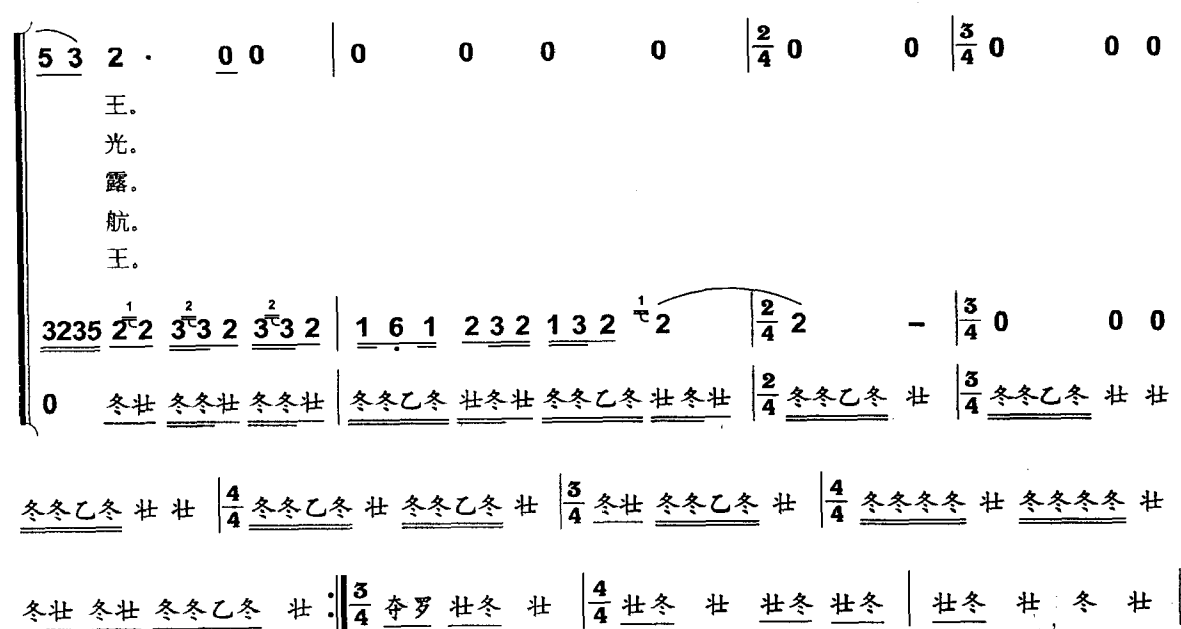 5 3 2 · 0 0 | 0 0 0 0 | 2/4 0 0 | 3/4 0 0 0
王。
光。
露。
航。
王。
1 2 2 1
3235 2 2 3 3 2 3 3 2 | 1 6 1 2 3 2 1 3 2 2 | 2/4 2 – | 3/4 0 0 0
0 冬壮 冬冬壮 冬冬壮 | 冬冬乙冬 壮冬壮 冬冬乙冬 壮冬壮 | 2/4 冬冬乙冬 壮 | 3/4 冬冬乙冬 壮 壮
冬冬乙冬 壮 壮 | 4/4 冬冬乙冬 壮 冬冬乙冬 壮 | 3/4 冬壮 冬冬乙冬 壮 | 4/4 冬冬冬冬 壮 冬冬冬冬 壮
冬壮 冬壮 冬冬乙冬 壮 :‖ 3/4 夺罗 壮冬 壮 | 4/4 壮冬 壮 壮冬 壮冬 | 壮冬 壮 冬 壮 |